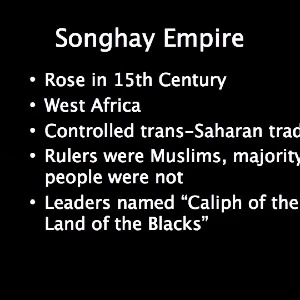 Songhay Empire
• Rose in 15th Century
• West Africa
• Controlled trans-Saharan
• Rulers were Muslims, majority
people were not
• Leaders named “Caliph of the
Land of the Blacks”